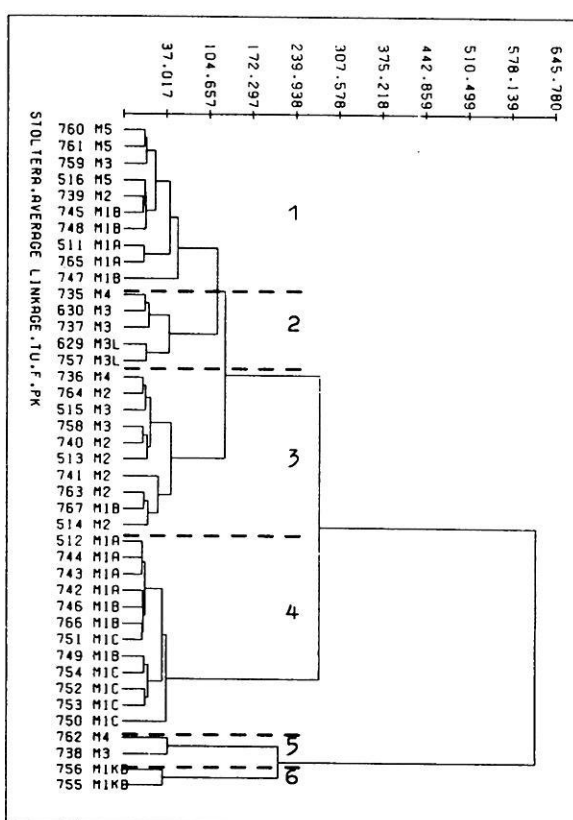 37.017
104.657
172.297
239.938
307.578
375.218
442.859
510.499
578.139
645.780
STOLTERA.AVERAGE LINKAGE.TU.F.PK
760 M5
761 M5
759 M3
516 M5
739 M2
745 M1B
748 M1B
511 M1A
765 M1A
747 M1B
735 M4
630 M3
737 M3
629 M3L
757 M3L
736 M4
764 M2
515 M3
758 M3
740 M2
513 M2
741 M2
763 M2
767 M1B
514 M2
512 M1A
744 M1A
743 M1A
742 M1A
746 M1B
766 M1B
751 M1C
749 M1B
754 M1C
752 M1C
753 M1C
750 M1C
762 M4
738 M3
756 M1KB
755 M1KB
1
2
3
4
5
6